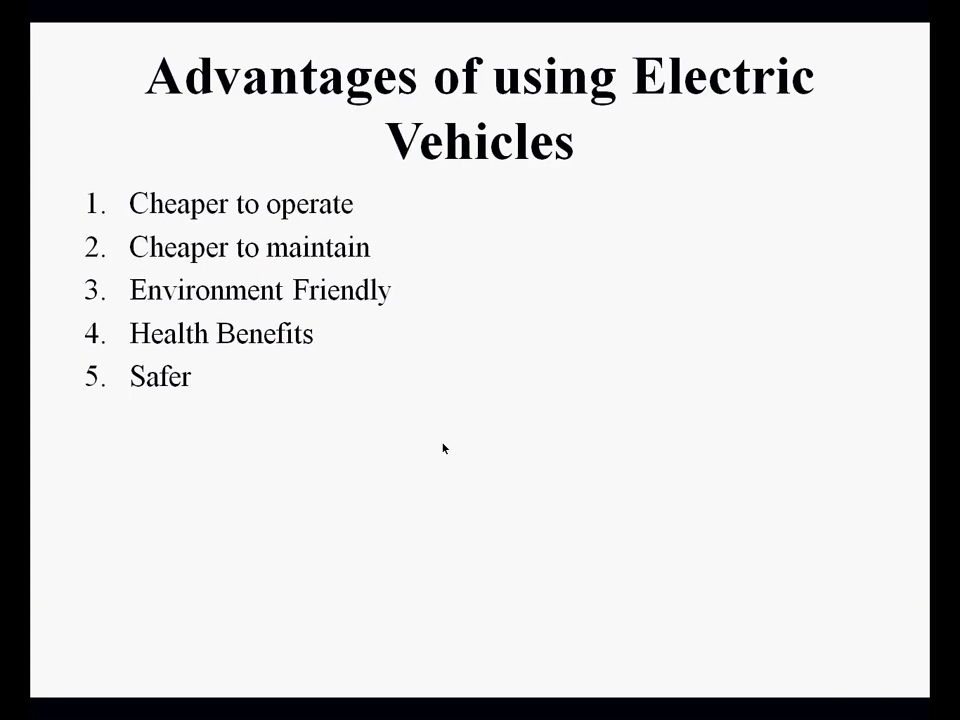 Advantages of using Electric
Vehicles
1. Cheaper to operate
2. Cheaper to maintain
3. Environment Friendly
4. Health Benefits
5. Safer